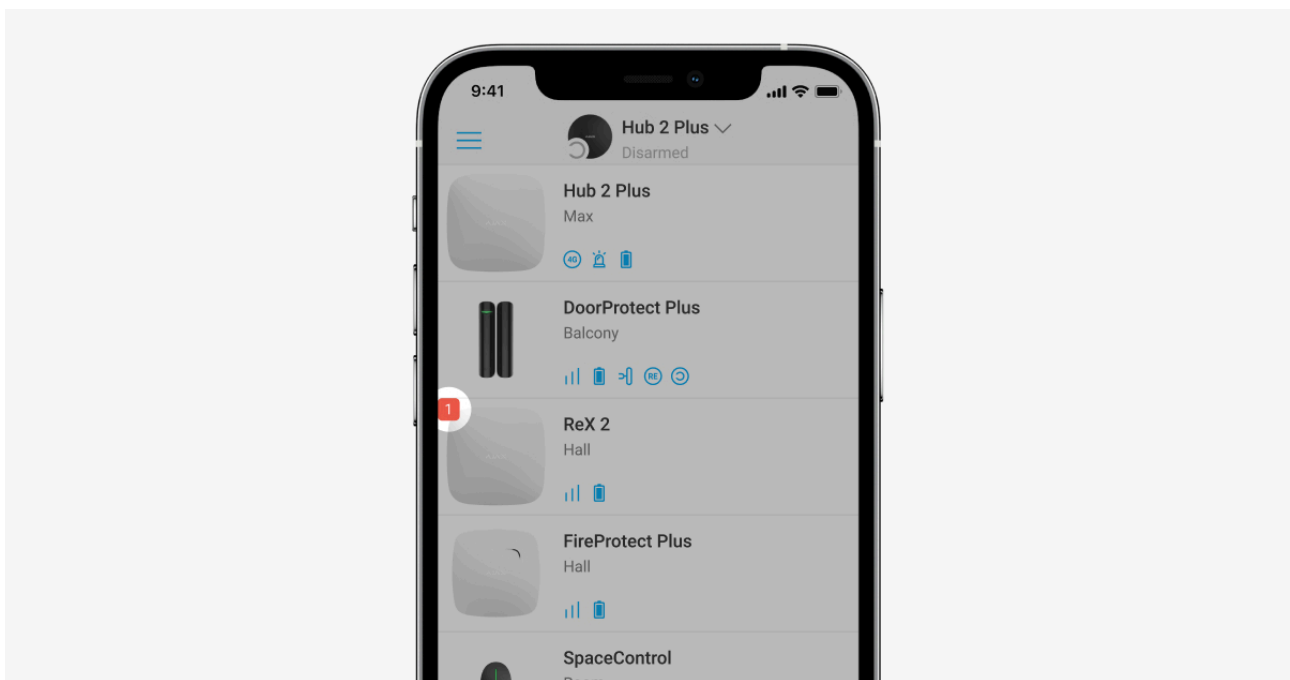 9:41
Hub 2 Plus
Disarmed
Hub 2 Plus
Max
4G
DoorProtect Plus
Balcony
RE
1
ReX 2
Hall
FireProtect Plus
Hall
SpaceControl